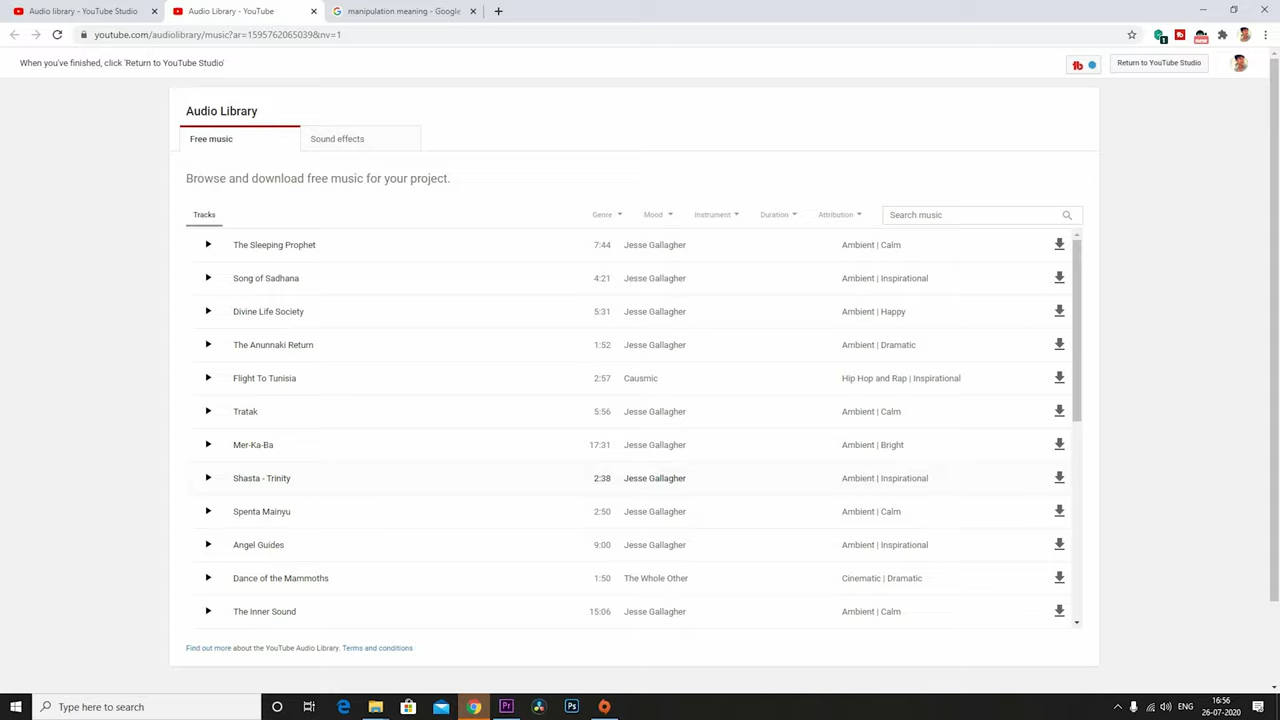 Audio library - YouTube Studio
Audio Library - YouTube
manipulation meaning - Google
youtube.com/audiolibrary/music?ar=1595762065039&nv=1
When you've finished, click 'Return to YouTube Studio'
Return to YouTube Studio
Audio Library
Free music
Sound effects
Browse and download free music for your project.
Tracks Genre Mood Instrument Duration Attribution Search music
The Sleeping Prophet 7:44 Jesse Gallagher Ambient | Calm
Song of Sadhana 4:21 Jesse Gallagher Ambient | Inspirational
Divine Life Society 5:31 Jesse Gallagher Ambient | Happy
The Anunnaki Return 1:52 Jesse Gallagher Ambient | Dramatic
Flight To Tunisia 2:57 Causmic Hip Hop and Rap | Inspirational
Tratak 5:56 Jesse Gallagher Ambient | Calm
Mer-Ka-Ba 17:31 Jesse Gallagher Ambient | Bright
Shasta - Trinity 2:38 Jesse Gallagher Ambient | Inspirational
Spenta Mainyu 2:50 Jesse Gallagher Ambient | Calm
Angel Guides 9:00 Jesse Gallagher Ambient | Inspirational
Dance of the Mammoths 1:50 The Whole Other Cinematic | Dramatic
The Inner Sound 15:06 Jesse Gallagher Ambient | Calm
Find out more about the YouTube Audio Library. Terms and conditions
Type here to search
Pr
Ps
ENG
16:56
26-07-2020